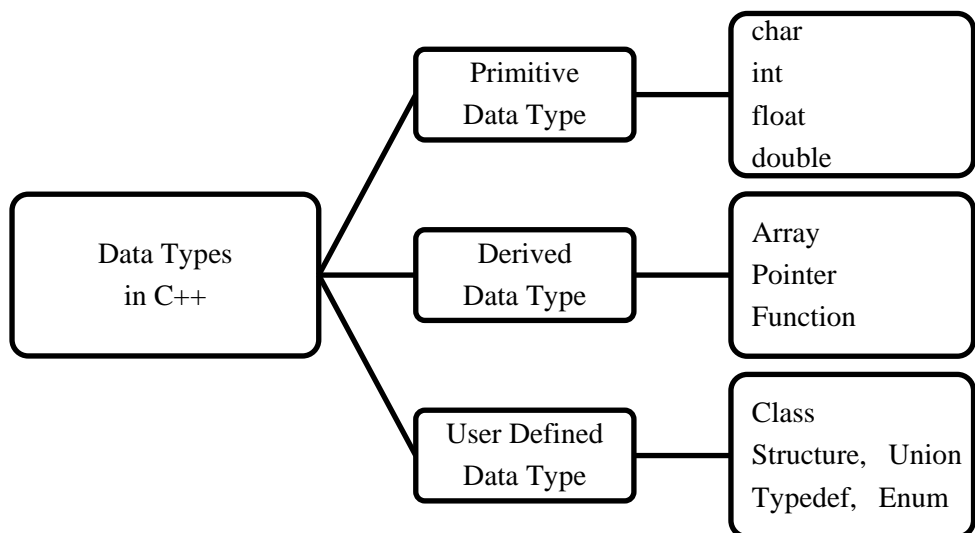 Data Types
in C++
Primitive
Data Type
char
int
float
double
Derived
Data Type
Array
Pointer
Function
User Defined
Data Type
Class
Structure, Union
Typedef, Enum